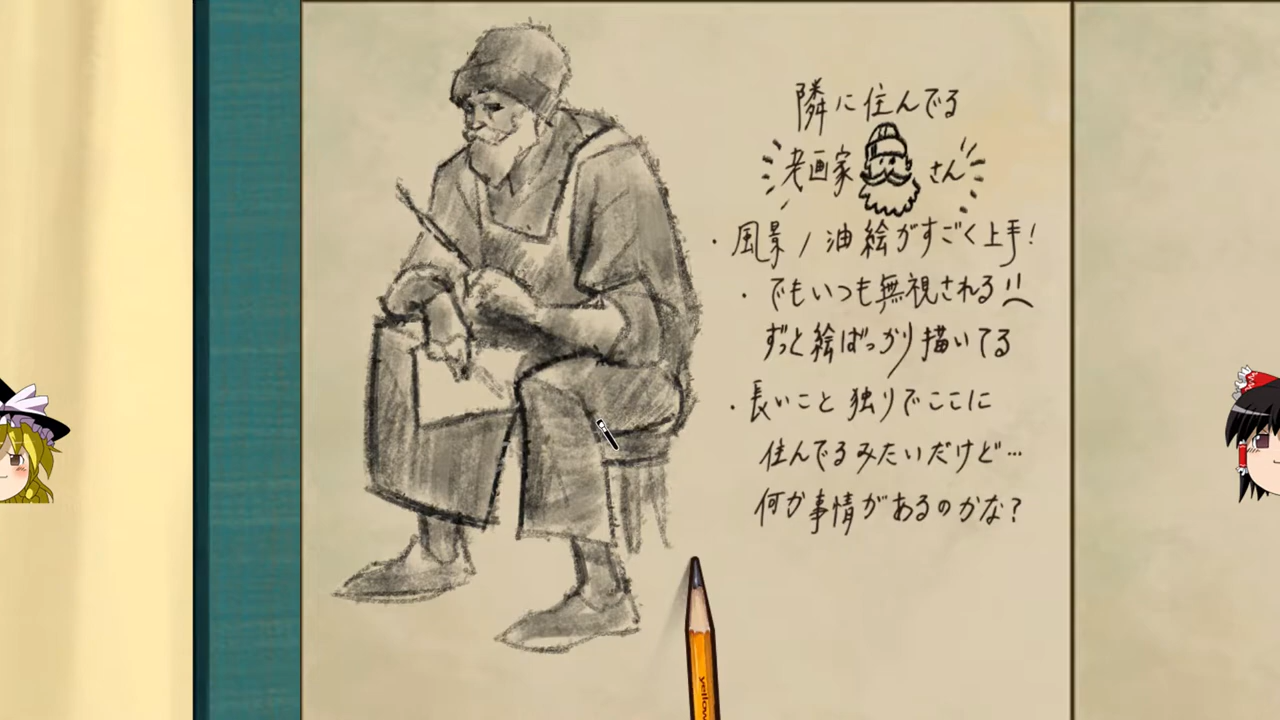 隣に住んでる
老画家さん
・風景/油絵がすごく上手!
・でもいつも無視される
ずっと絵ばっかり描いてる
・長いこと独りでここに
住んでるみたいだけど…
何か事情があるのかな?
yellow